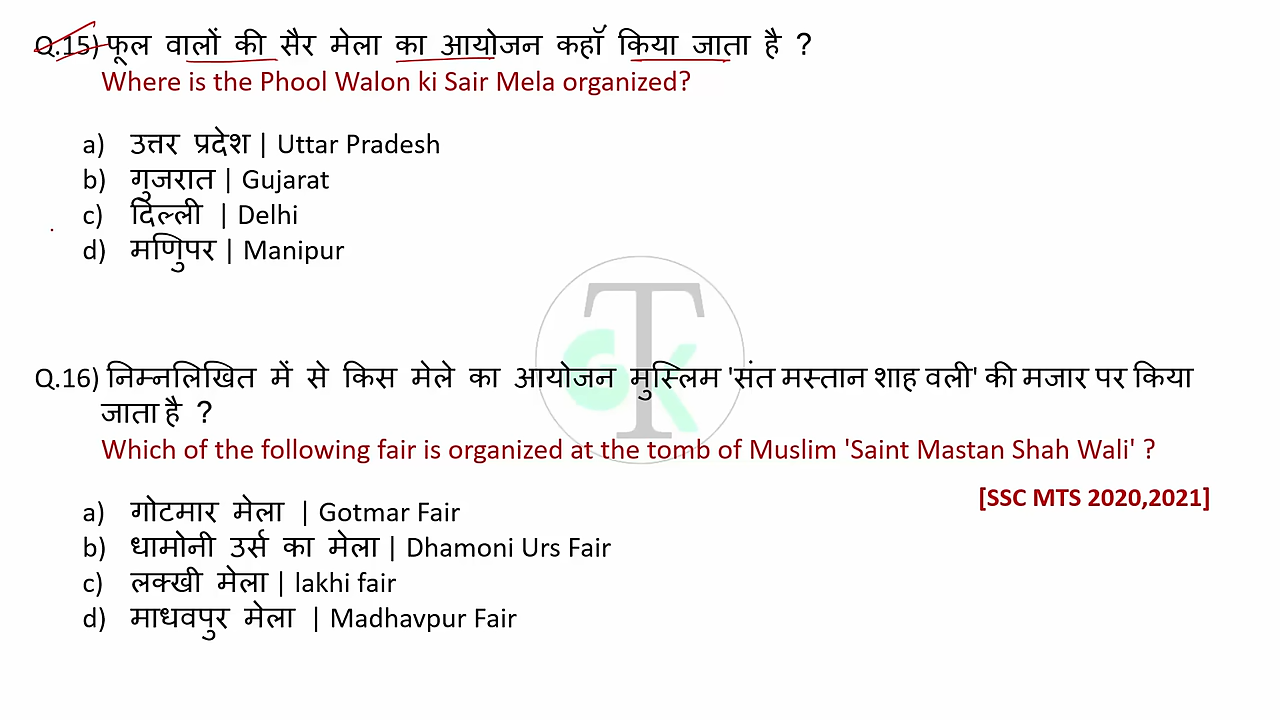 Q.15) फूल वालों की सैर मेला का आयोजन कहाँ किया जाता है ?
Where is the Phool Walon ki Sair Mela organized?
a) उत्तर प्रदेश | Uttar Pradesh
b) गुजरात | Gujarat
c) दिल्ली | Delhi
d) मणिुपर | Manipur
Q.16) निम्नलिखित में से किस मेले का आयोजन मुस्लिम 'संत मस्तान शाह वली' की मजार पर किया
जाता है ?
Which of the following fair is organized at the tomb of Muslim 'Saint Mastan Shah Wali' ?
[SSC MTS 2020,2021]
a) गोटमार मेला | Gotmar Fair
b) धामोनी उर्स का मेला | Dhamoni Urs Fair
c) लक्खी मेला | lakhi fair
d) माधवपुर मेला | Madhavpur Fair
T
GK